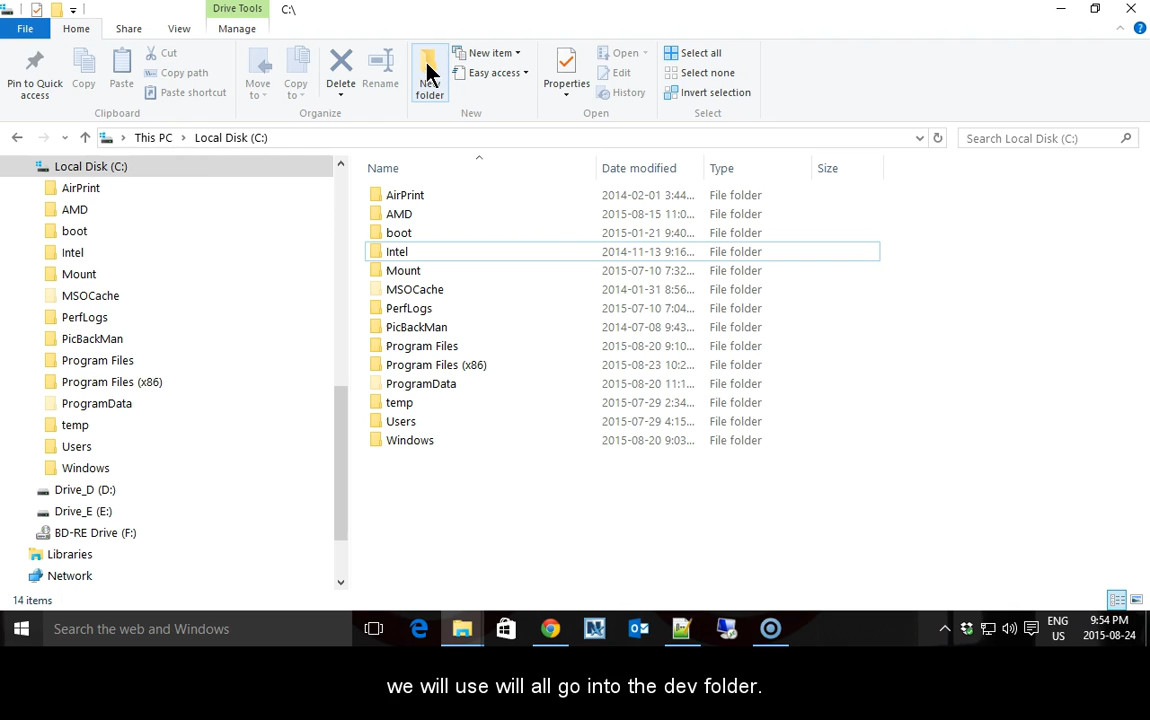 Drive Tools C:\
File Home Share View Manage
Pin to Quick access
Copy
Paste
Cut
Copy path
Paste shortcut
Clipboard
Move to
Copy to
Delete
Rename
Organize
New folder
New item
Easy access
New
Properties
Open
Edit
History
Open
Select all
Select none
Invert selection
Select
This PC Local Disk (C:)
Search Local Disk (C:)
Local Disk (C:)
AirPrint
AMD
boot
Intel
Mount
MSOCache
PerfLogs
PicBackMan
Program Files
Program Files (x86)
ProgramData
temp
Users
Windows
Drive_D (D:)
Drive_E (E:)
BD-RE Drive (F:)
Libraries
Network
Name Date modified Type Size
AirPrint 2014-02-01 3:44... File folder
AMD 2015-08-15 11:0... File folder
boot 2015-01-21 9:40... File folder
Intel 2014-11-13 9:16... File folder
Mount 2015-07-10 7:32... File folder
MSOCache 2014-01-31 8:56... File folder
PerfLogs 2015-07-10 7:04... File folder
PicBackMan 2014-07-08 9:43... File folder
Program Files 2015-08-20 9:10... File folder
Program Files (x86) 2015-08-23 10:2... File folder
ProgramData 2015-08-20 11:1... File folder
temp 2015-07-29 2:34... File folder
Users 2015-07-29 4:15... File folder
Windows 2015-08-20 9:03... File folder
14 items
Search the web and Windows
ENG
US
9:54 PM
2015-08-24
we will use will all go into the dev folder.